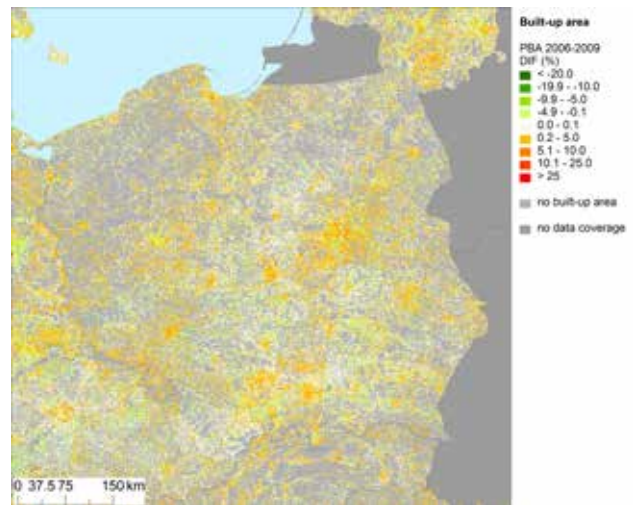 Built-up area
PBA 2006-2009
DIF (%)
< -20.0
-19.9 - -10.0
-9.9 - -5.0
-4.9 - -0.1
0.0 - 0.1
0.2 - 5.0
5.1 - 10.0
10.1 - 25.0
> 25
no built-up area
no data coverage
0 37.5 75 150 km